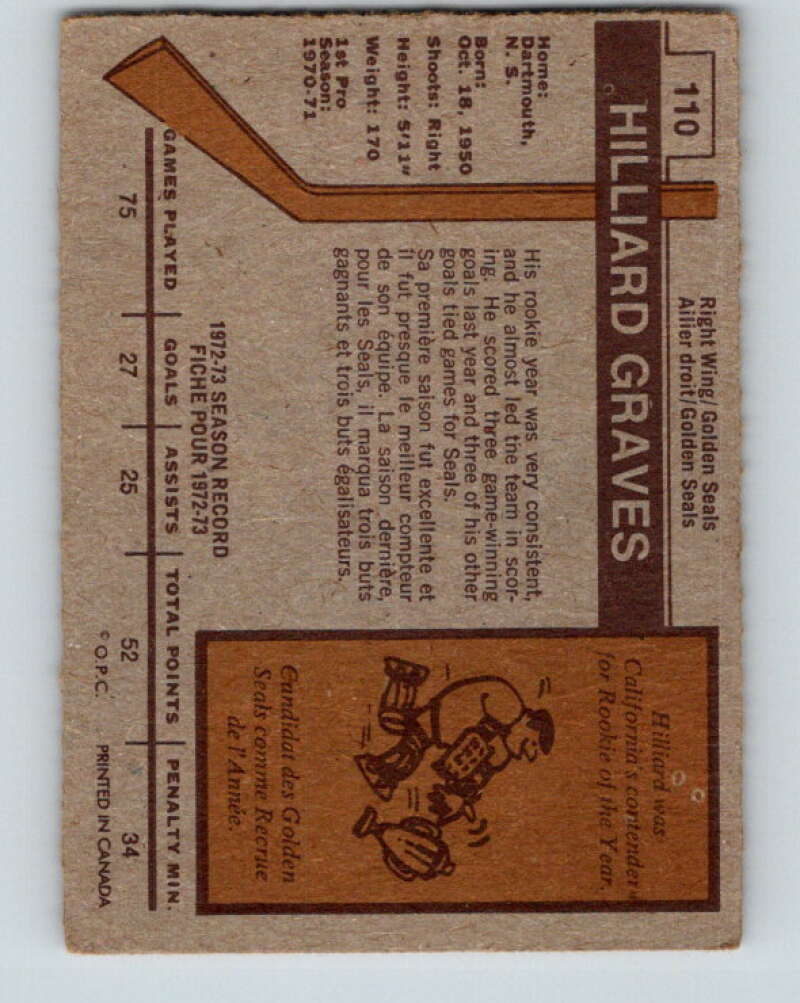 110
Right Wing/Golden Seals
Ailier droit/Golden Seals
HILLIARD GRAVES
Home:
Dartmouth,
N. S.
Born:
Oct. 18, 1950
Shoots: Right
Height: 5'11"
Weight: 170
1st Pro
Season:
1970-71
His rookie year was very consistent,
and he almost led the team in scor-
ing. He scored three game-winning
goals last year and three of his other
goals tied games for Seals.
Sa première saison fut excellente et
il fut presque le meilleur compteur
de son équipe. La saison dernière,
pour les Seals, il marqua trois buts
gagnants et trois buts égalisateurs.
Hilliard was
California's contender
for Rookie of the Year.
Candidat des Golden
Seals comme Recrue
de l'Année.
1972-73 SEASON RECORD
FICHE POUR 1972-73
GAMES PLAYED GOALS ASSISTS TOTAL POINTS PENALTY MIN.
75 27 25 52 34
© O.P.C. PRINTED IN CANADA